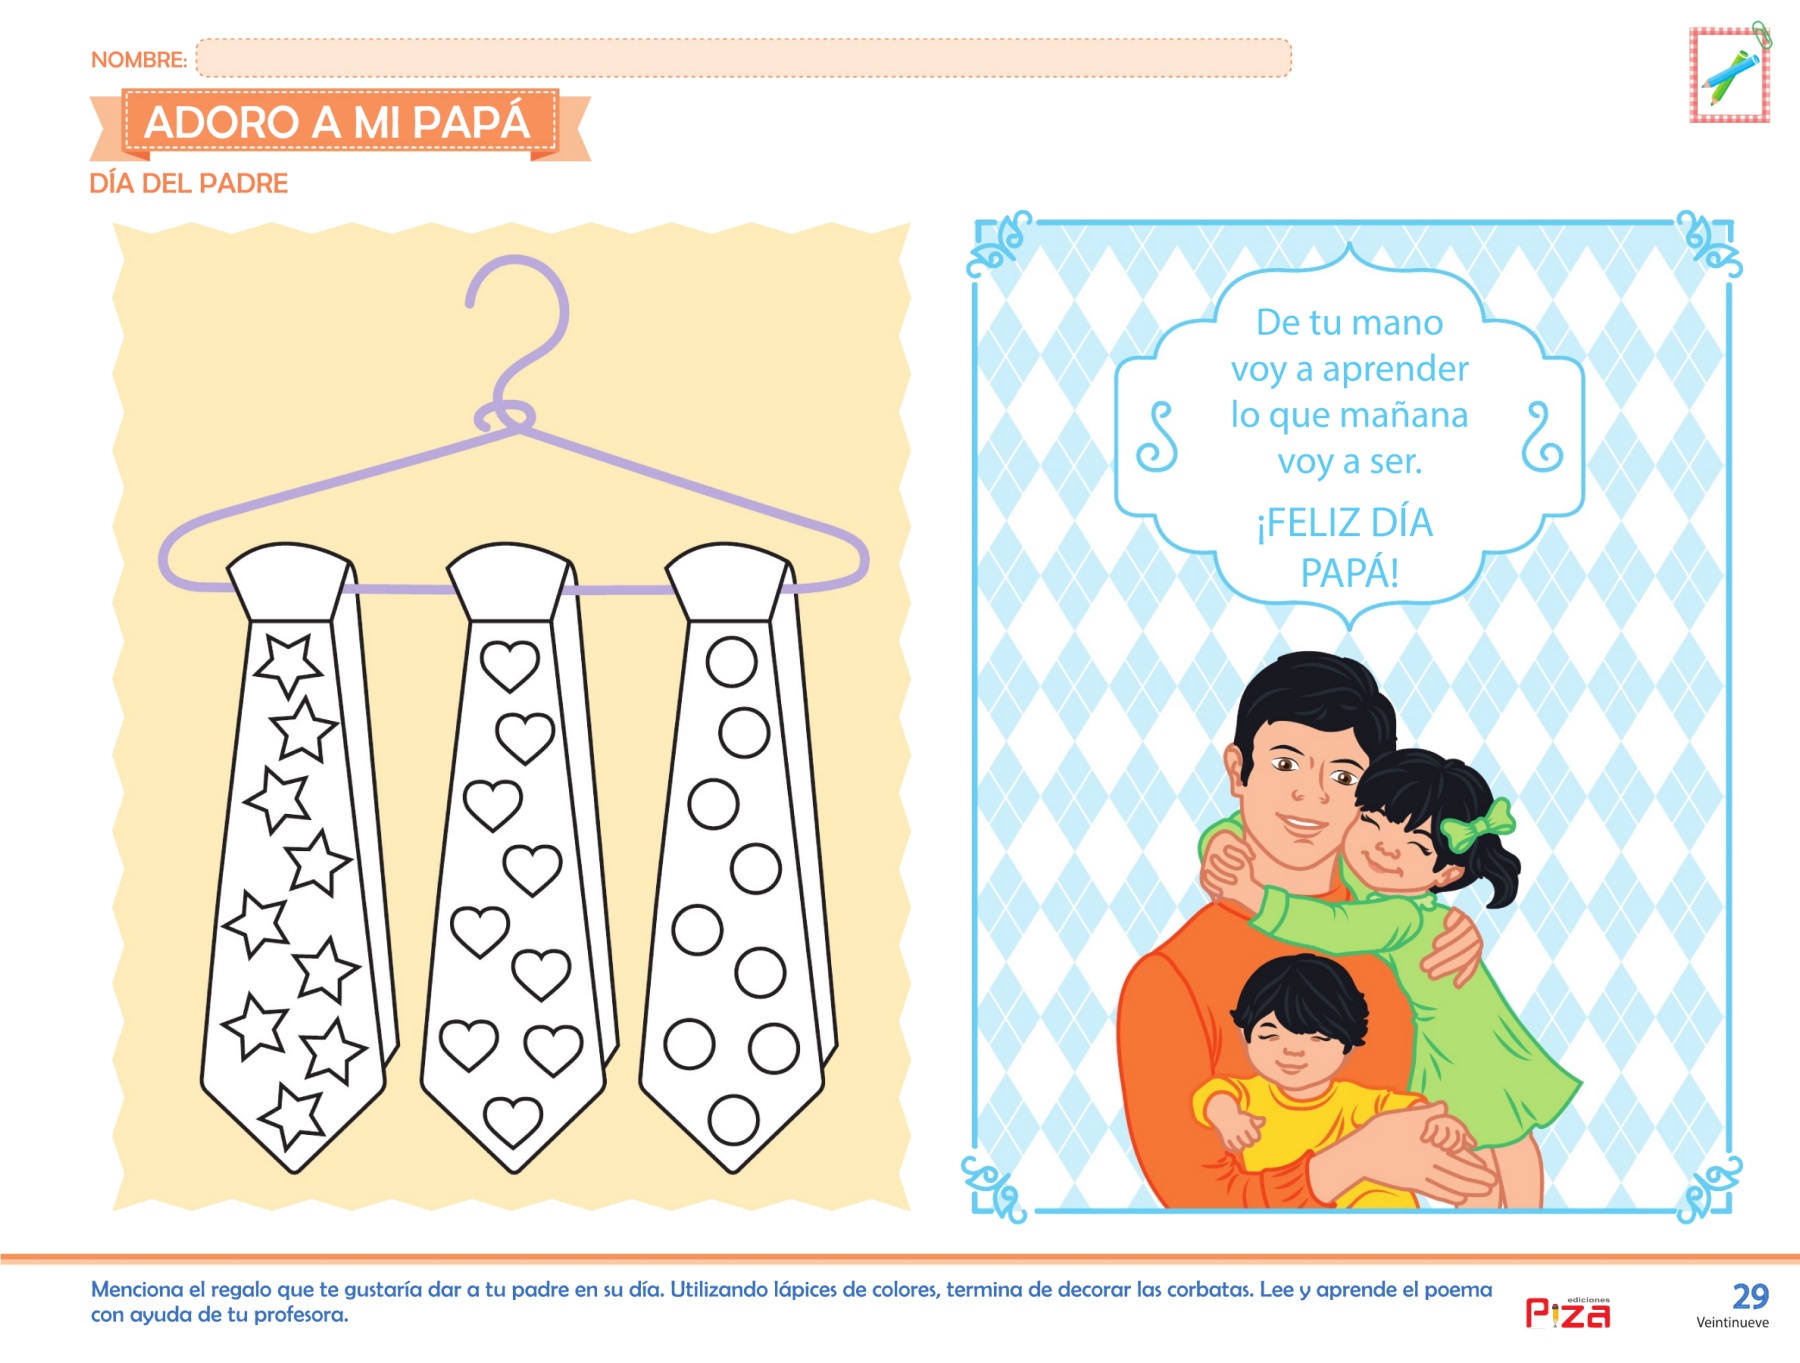 NOMBRE:
ADORO A MI PAPÁ
DÍA DEL PADRE
De tu mano
voy a aprender
lo que mañana
voy a ser.
¡FELIZ DÍA
PAPÁ!
Menciona el regalo que te gustaría dar a tu padre en su día. Utilizando lápices de colores, termina de decorar las corbatas. Lee y aprende el poema
con ayuda de tu profesora.
ediciones
Piza
29
Veintinueve